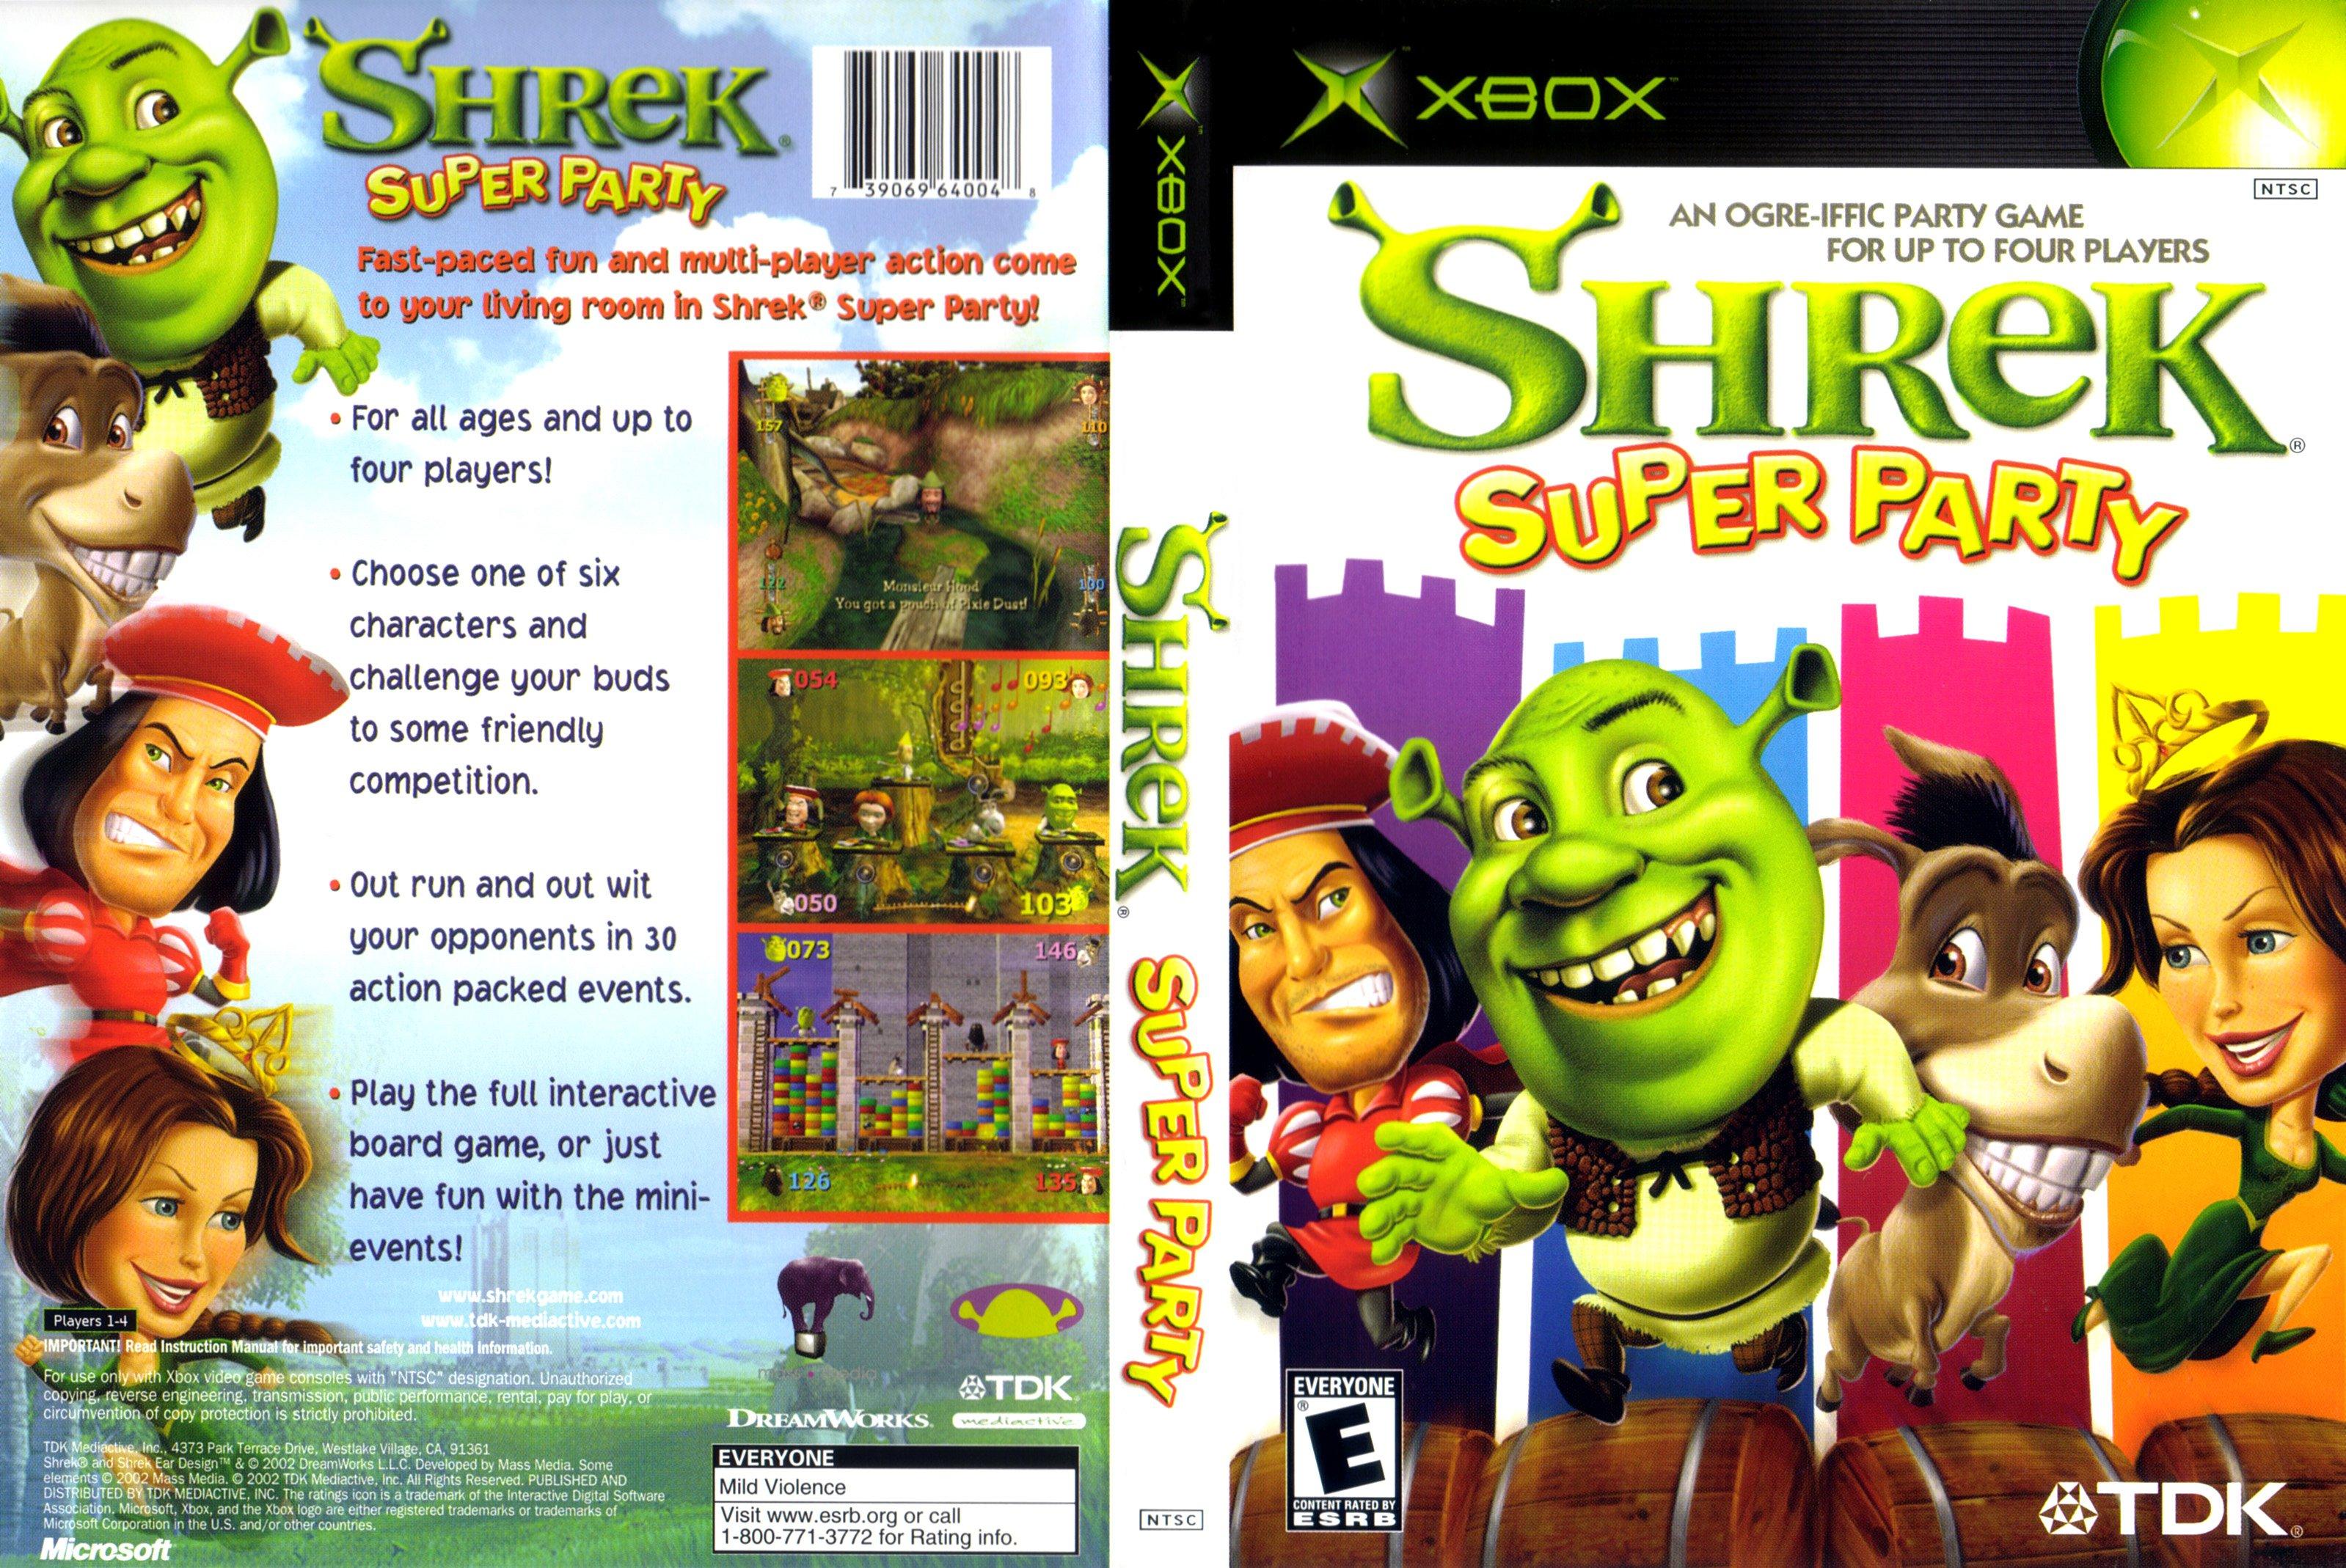 SHREK®
SUPER PARTY
7 39069 64004 8
Fast-paced fun and multi-player action come
to your living room in Shrek® Super Party!
• For all ages and up to
four players!
• Choose one of six
characters and
challenge your buds
to some friendly
competition.
• Out run and out wit
your opponents in 30
action packed events.
• Play the full interactive
board game, or just
have fun with the mini-
events!
157
110
122
100
Monsieur Hood
You got a pouch of Pixie Dust!
054
093
050
103
073
146
126
135
www.shrekgame.com
www.tdk-mediactive.com
Players 1-4
IMPORTANT! Read Instruction Manual for important safety and health Information.
For use only with Xbox video game consoles with "NTSC" designation. Unauthorized
copying, reverse engineering, transmission, public performance, rental, pay for play, or
circumvention of copy protection is strictly prohibited.
TDK Mediactive, Inc., 4373 Park Terrace Drive, Westlake Village, CA, 91361
Shrek® and Shrek Ear Design™ & © 2002 DreamWorks L.L.C. Developed by Mass Media. Some
elements © 2002 Mass Media. © 2002 TDK Mediactive, Inc. All Rights Reserved. PUBLISHED AND
DISTRIBUTED BY TDK MEDIACTIVE, INC. The ratings icon is a trademark of the Interactive Digital Software
Association. Microsoft, Xbox, and the Xbox logo are either registered trademarks or trademarks of
Microsoft Corporation in the U.S. and/or other countries.
Microsoft
mass media
DREAMWORKS
TDK
mediactive
EVERYONE
Mild Violence
Visit www.esrb.org or call
1-800-771-3772 for Rating info.
XBOX™
SHREK®
SUPER PARTY
NTSC
XBOX™
NTSC
AN OGRE-IFFIC PARTY GAME
FOR UP TO FOUR PLAYERS
SHREK®
SUPER PARTY
EVERYONE
E®
CONTENT RATED BY
ESRB
TDK®